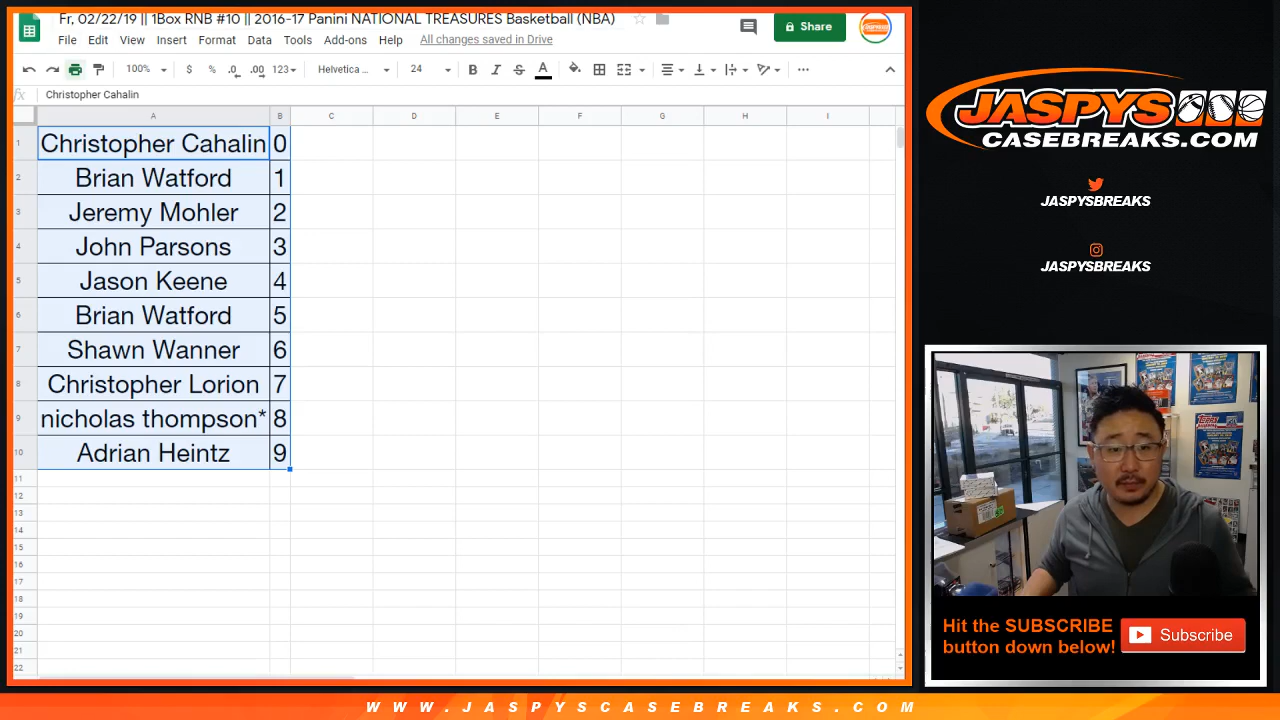 Fr, 02/22/19 || 1Box RNB #10 || 2016-17 Panini NATIONAL TREASURES Basketball (NBA)
Share
File Edit View Insert Format Data Tools Add-ons Help All changes saved in Drive
100% $ % .0 .00 123 Helvetica ... 24 B I S A
fx Christopher Cahalin
A B C D E F G H I
1 Christopher Cahalin 0
2 Brian Watford 1
3 Jeremy Mohler 2
4 John Parsons 3
5 Jason Keene 4
6 Brian Watford 5
7 Shawn Wanner 6
8 Christopher Lorion 7
9 nicholas thompson* 8
10 Adrian Heintz 9
11
12
13
14
15
16
17
18
19
20
21
22
JASPYS
CASEBREAKS.COM
JASPYSBREAKS
JASPYSBREAKS
Hit the SUBSCRIBE
button down below!
Subscribe
WWW.JASPYSCASEBREAKS.COM